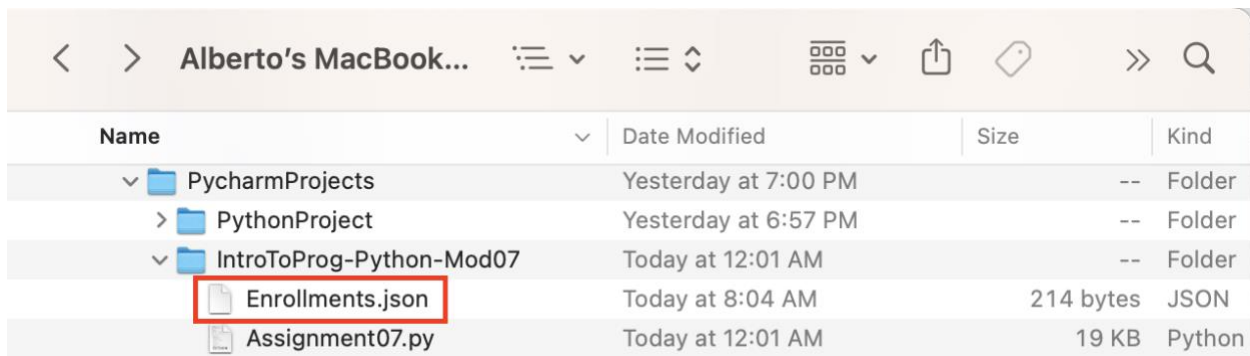 Alberto's MacBook...
Name Date Modified Size Kind
PycharmProjects Yesterday at 7:00 PM -- Folder
PythonProject Yesterday at 6:57 PM -- Folder
IntroToProg-Python-Mod07 Today at 12:01 AM -- Folder
Enrollments.json Today at 8:04 AM 214 bytes JSON
Assignment07.py Today at 12:01 AM 19 KB Python